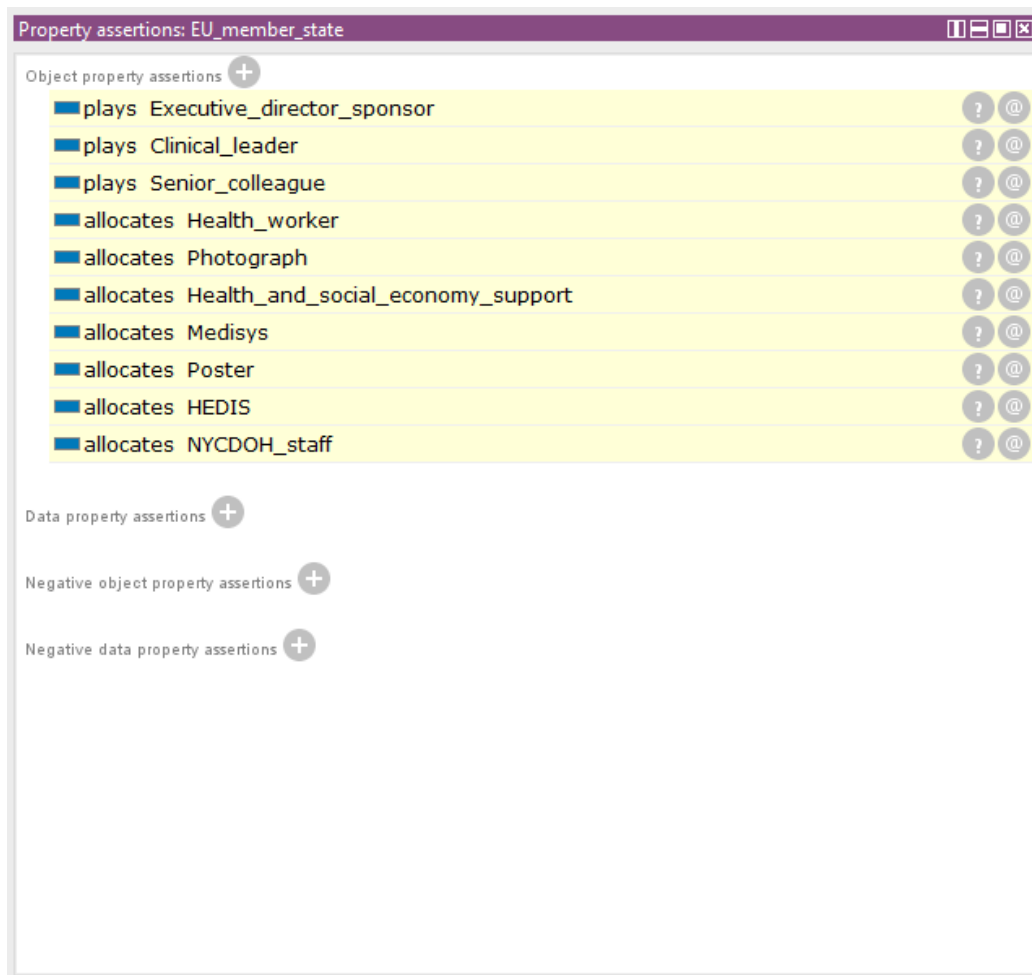 Property assertions: EU_member_state
Object property assertions
plays Executive_director_sponsor ? @
plays Clinical_leader ? @
plays Senior_colleague ? @
allocates Health_worker ? @
allocates Photograph ? @
allocates Health_and_social_economy_support ? @
allocates Medisys ? @
allocates Poster ? @
allocates HEDIS ? @
allocates NYCDOH_staff ? @
Data property assertions
Negative object property assertions
Negative data property assertions